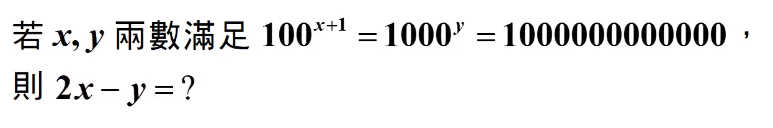 若 x, y 兩數滿足 100^{x+1} = 1000^{y} = 1000000000000，
則 2x − y = ?